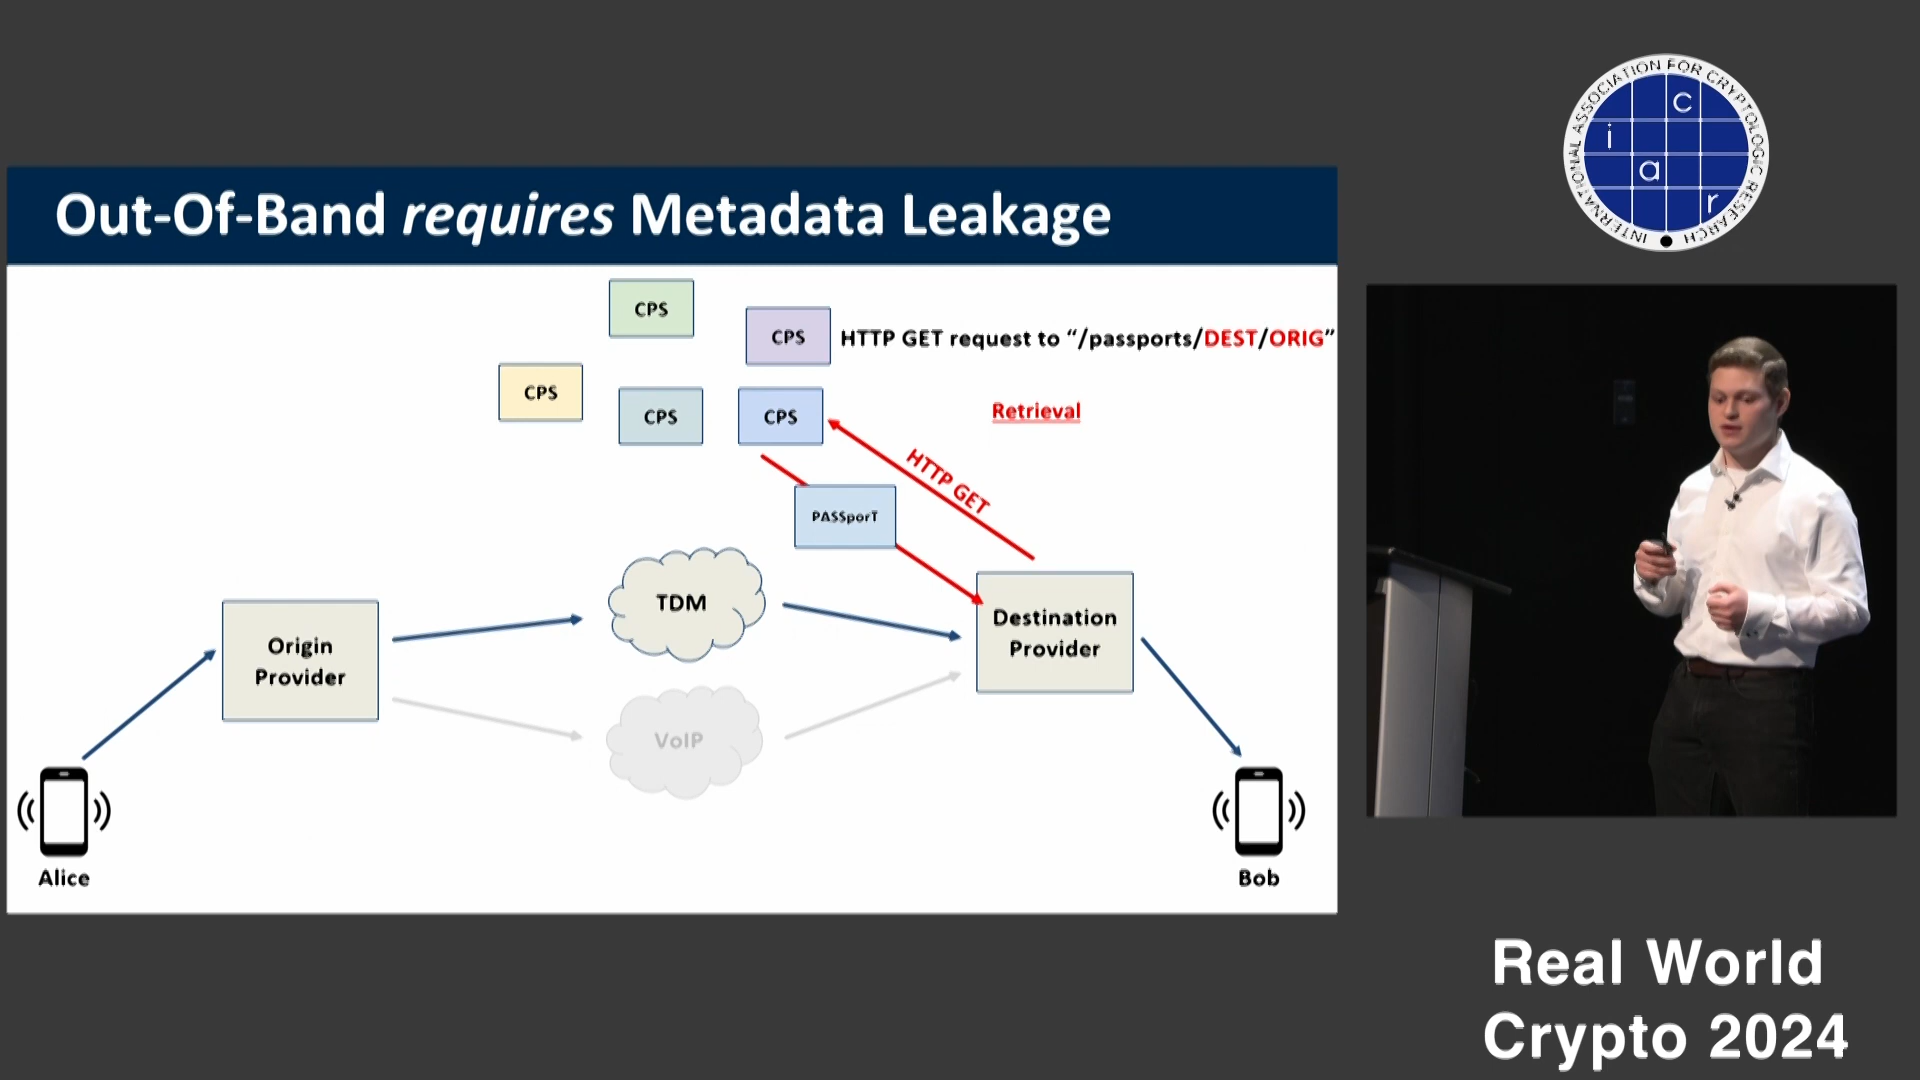 Out-Of-Band requires Metadata Leakage
CPS
CPS
HTTP GET request to “/passports/DEST/ORIG”
CPS
CPS
CPS
Retrieval
HTTP GET
PASSporT
TDM
Destination
Provider
Origin
Provider
VoIP
Alice
Bob
INTERNATIONAL ASSOCIATION FOR CRYPTOLOGIC RESEARCH
i
a
c
r
Real World
Crypto 2024